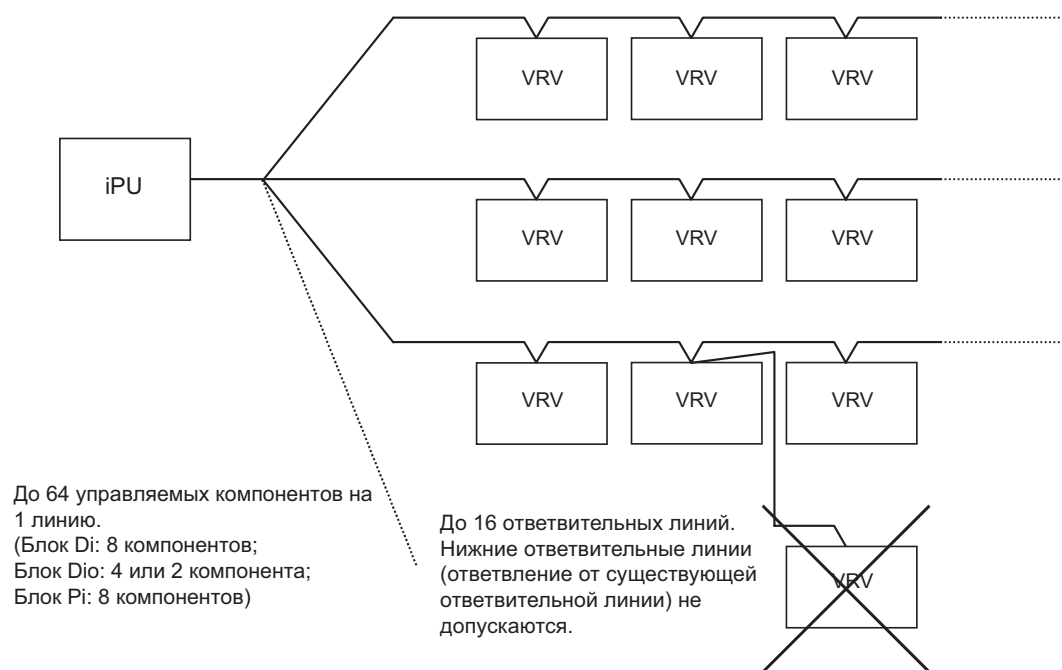 VRV VRV VRV
iPU
VRV VRV VRV
VRV VRV VRV
До 64 управляемых компонентов на
1 линию.
(Блок Di: 8 компонентов;
Блок Dio: 4 или 2 компонента;
Блок Pi: 8 компонентов)
До 16 ответвительных линий.
Нижние ответвительные линии
(ответвление от существующей
ответвительной линии) не
допускаются.
VRV